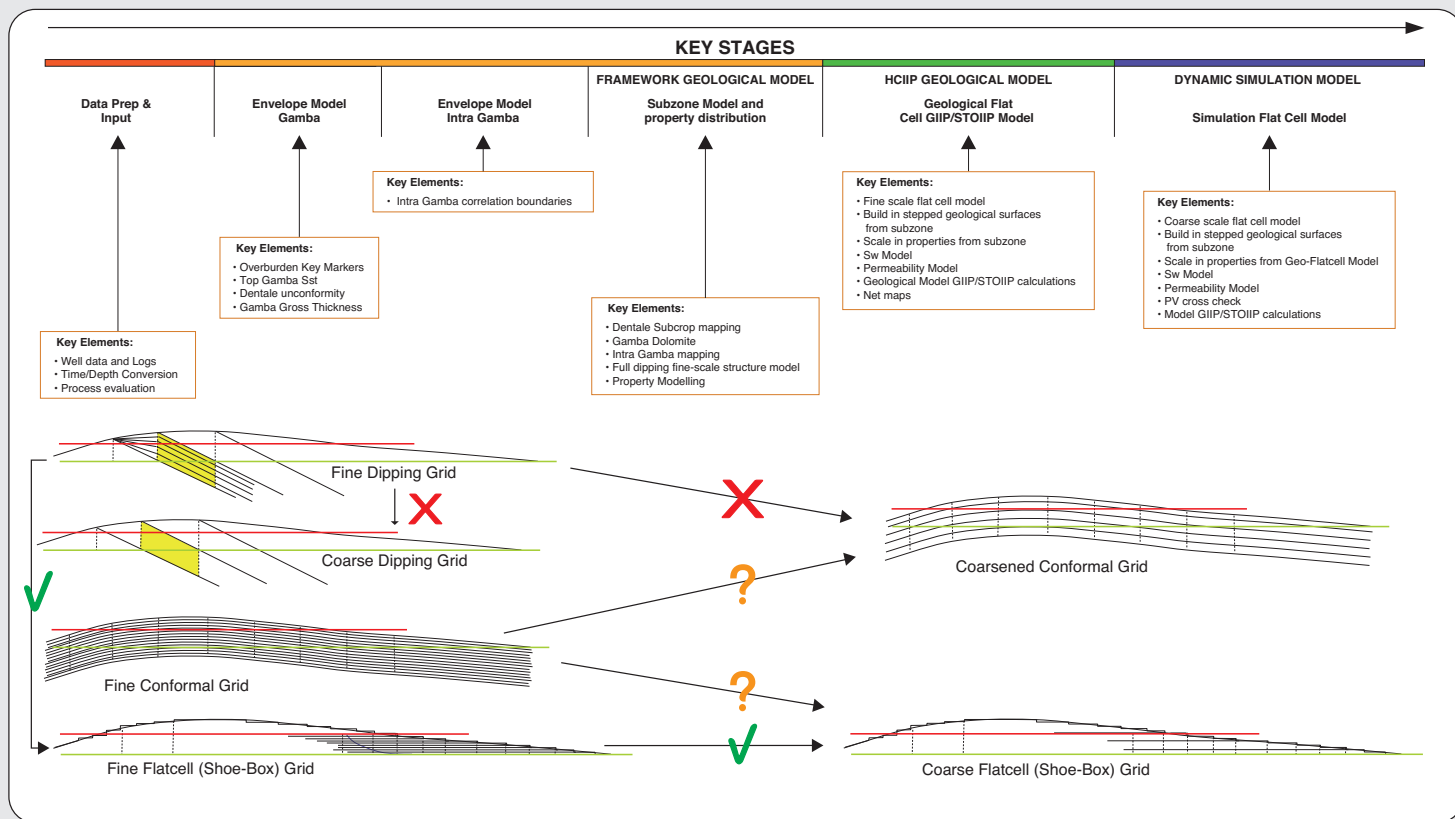 KEY STAGES
FRAMEWORK GEOLOGICAL MODEL
HCIIP GEOLOGICAL MODEL
DYNAMIC SIMULATION MODEL
Data Prep &
Input
Envelope Model
Gamba
Envelope Model
Intra Gamba
Subzone Model and
property distribution
Geological Flat
Cell GIIP/STOIIP Model
Simulation Flat Cell Model
Key Elements:
• Well data and Logs
• Time/Depth Conversion
• Process evaluation
Key Elements:
• Overburden Key Markers
• Top Gamba Sst
• Dentale unconformity
• Gamba Gross Thickness
Key Elements:
• Intra Gamba correlation boundaries
Key Elements:
• Dentale Subcrop mapping
• Gamba Dolomite
• Intra Gamba mapping
• Full dipping fine-scale structure model
• Property Modelling
Key Elements:
• Fine scale flat cell model
• Build in stepped geological surfaces
from subzone
• Scale in properties from subzone
• Sw Model
• Permeability Model
• Geological Model GIIP/STOIIP calculations
• Net maps
Key Elements:
• Coarse scale flat cell model
• Build in stepped geological surfaces
from subzone
• Scale in properties from Geo-Flatcell Model
• Sw Model
• Permeability Model
• PV cross check
• Model GIIP/STOIIP calculations
Fine Dipping Grid
Coarse Dipping Grid
?
Coarsened Conformal Grid
Fine Conformal Grid
?
Fine Flatcell (Shoe-Box) Grid
Coarse Flatcell (Shoe-Box) Grid